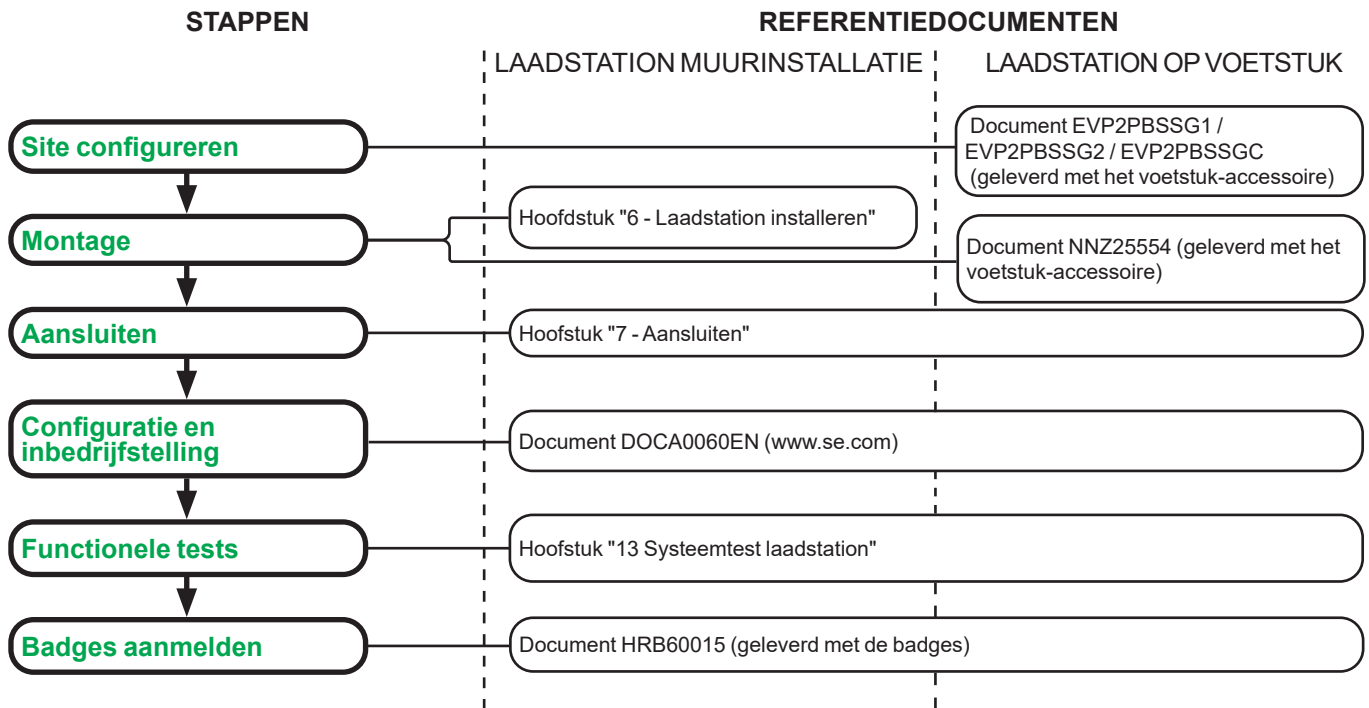 STAPPEN
REFERENTIEDOCUMENTEN
LAADSTATION MUURINSTALLATIE
LAADSTATION OP VOETSTUK
Site configureren
Document EVP2PBSSG1 /
EVP2PBSSG2 / EVP2PBSSGC
(geleverd met het voetstuk-accessoire)
Montage
Hoofdstuk "6 - Laadstation installeren"
Document NNZ25554 (geleverd met het
voetstuk-accessoire)
Aansluiten
Hoofstuk "7 - Aansluiten"
Configuratie en
inbedrijfstelling
Document DOCA0060EN (www.se.com)
Functionele tests
Hoofstuk "13 Systeemtest laadstation"
Badges aanmelden
Document HRB60015 (geleverd met de badges)